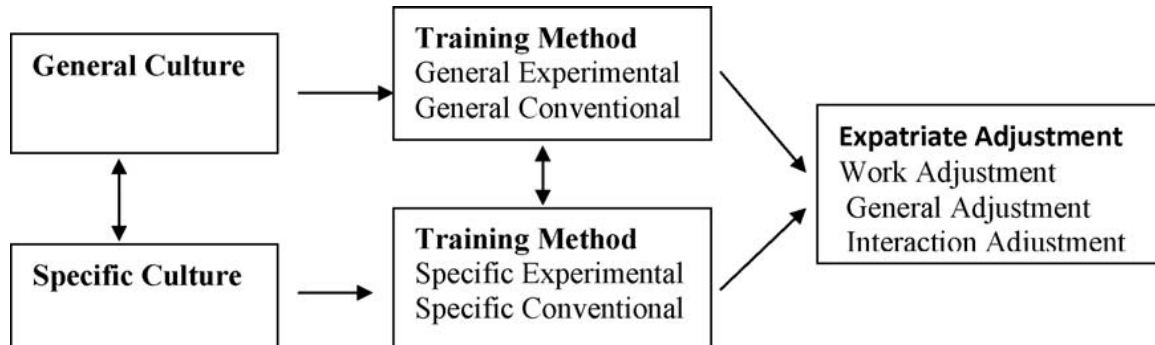 General Culture
Training Method
General Experimental
General Conventional
Expatriate Adjustment
Work Adjustment
General Adjustment
Interaction Adiustment
Specific Culture
Training Method
Specific Experimental
Specific Conventional